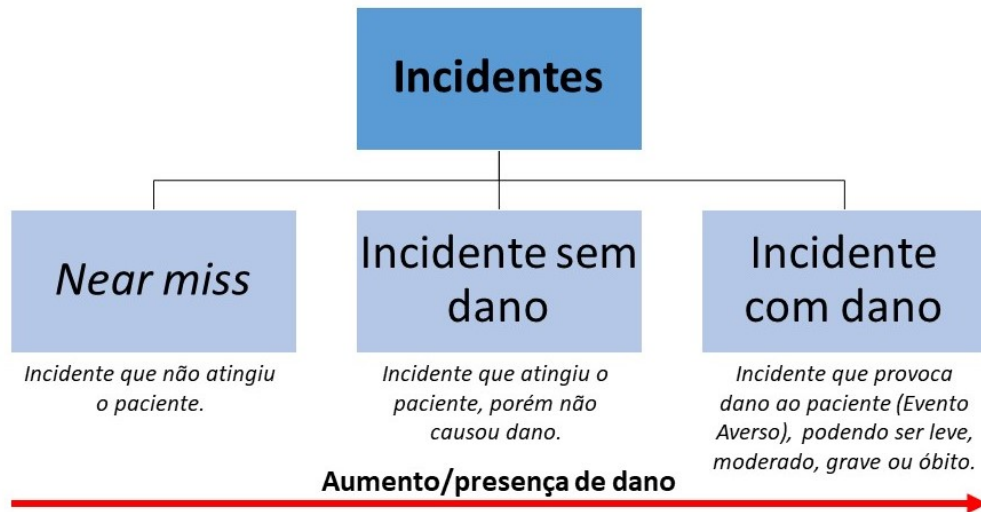 Incidentes
Near miss
Incidente sem
dano
Incidente
com dano
Incidente que não atingiu
o paciente.
Incidente que atingiu o
paciente, porém não
causou dano.
Incidente que provoca
dano ao paciente (Evento
Averso), podendo ser leve,
moderado, grave ou óbito.
Aumento/presença de dano